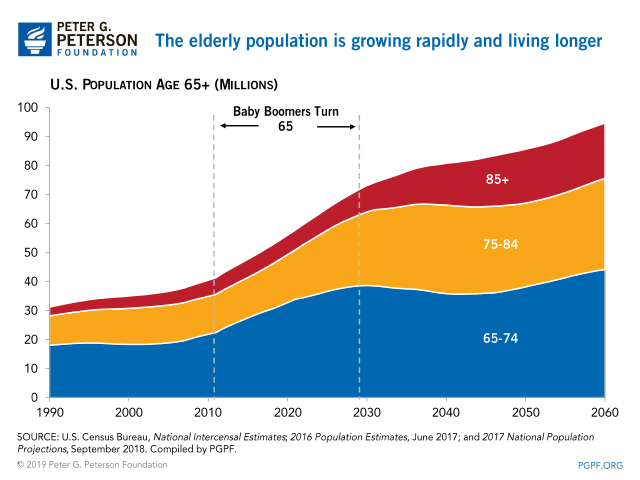 PETER G.
PETERSON
FOUNDATION
The elderly population is growing rapidly and living longer
U.S. POPULATION AGE 65+ (MILLIONS)
100
90
80
70
60
50
40
30
20
10
0
Baby Boomers Turn
65
85+
75-84
65-74
1990 2000 2010 2020 2030 2040 2050 2060
SOURCE: U.S. Census Bureau, National Intercensal Estimates; 2016 Population Estimates, June 2017; and 2017 National Population
Projections, September 2018. Compiled by PGPF.
© 2019 Peter G. Peterson Foundation
PGPF.ORG